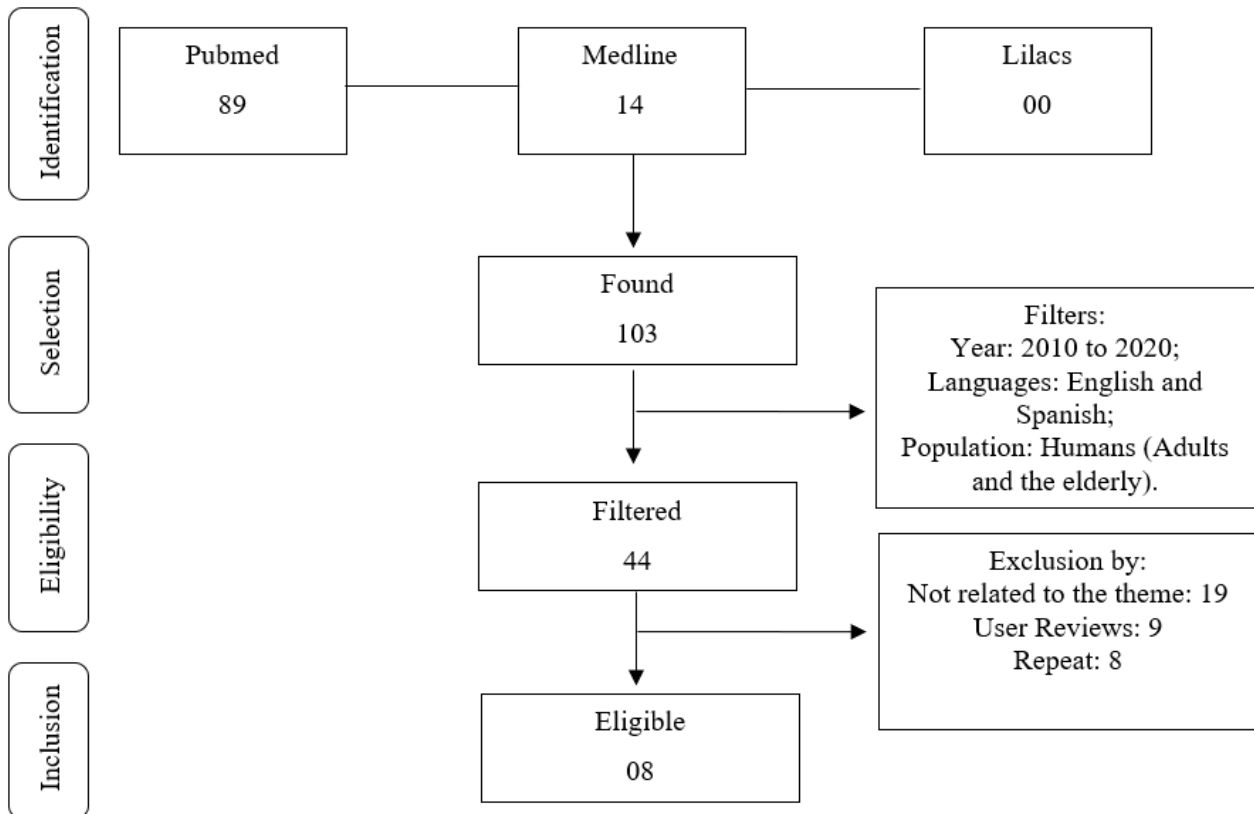 Identification
Pubmed
89
Medline
14
Lilacs
00
Selection
Found
103
Filters:
Year: 2010 to 2020;
Languages: English and
Spanish;
Population: Humans (Adults
and the elderly).
Eligibility
Filtered
44
Exclusion by:
Not related to the theme: 19
User Reviews: 9
Repeat: 8
Inclusion
Eligible
08